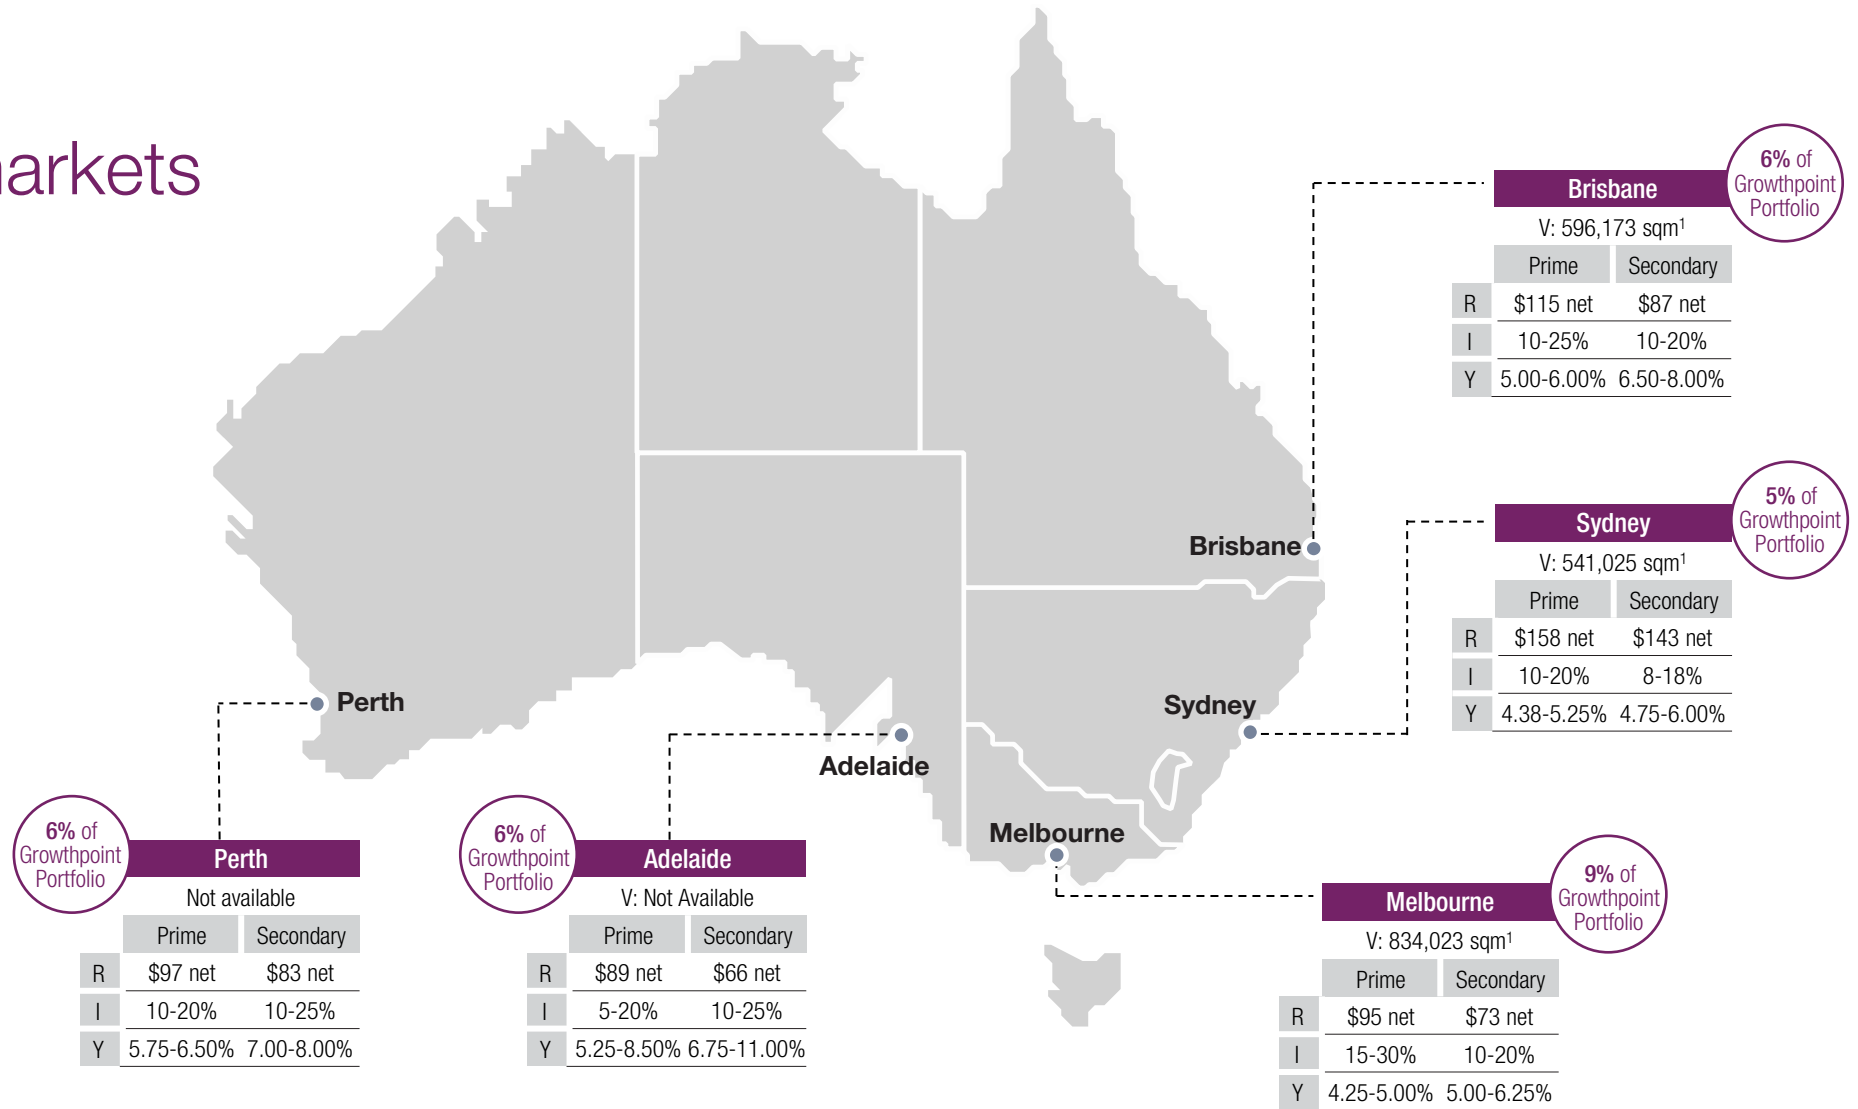 arkets
Brisbane
6% of
Growthpoint
Portfolio
V: 596,173 sqm¹
Prime Secondary
R $115 net $87 net
I 10-25% 10-20%
Y 5.00-6.00% 6.50-8.00%
Sydney
5% of
Growthpoint
Portfolio
V: 541,025 sqm¹
Prime Secondary
R $158 net $143 net
I 10-20% 8-18%
Y 4.38-5.25% 4.75-6.00%
Brisbane
Perth
Sydney
Adelaide
Melbourne
6% of
Growthpoint
Portfolio
Perth
Not available
Prime Secondary
R $97 net $83 net
I 10-20% 10-25%
Y 5.75-6.50% 7.00-8.00%
6% of
Growthpoint
Portfolio
Adelaide
V: Not Available
Prime Secondary
R $89 net $66 net
I 5-20% 10-25%
Y 5.25-8.50% 6.75-11.00%
Melbourne
9% of
Growthpoint
Portfolio
V: 834,023 sqm¹
Prime Secondary
R $95 net $73 net
I 15-30% 10-20%
Y 4.25-5.00% 5.00-6.25%